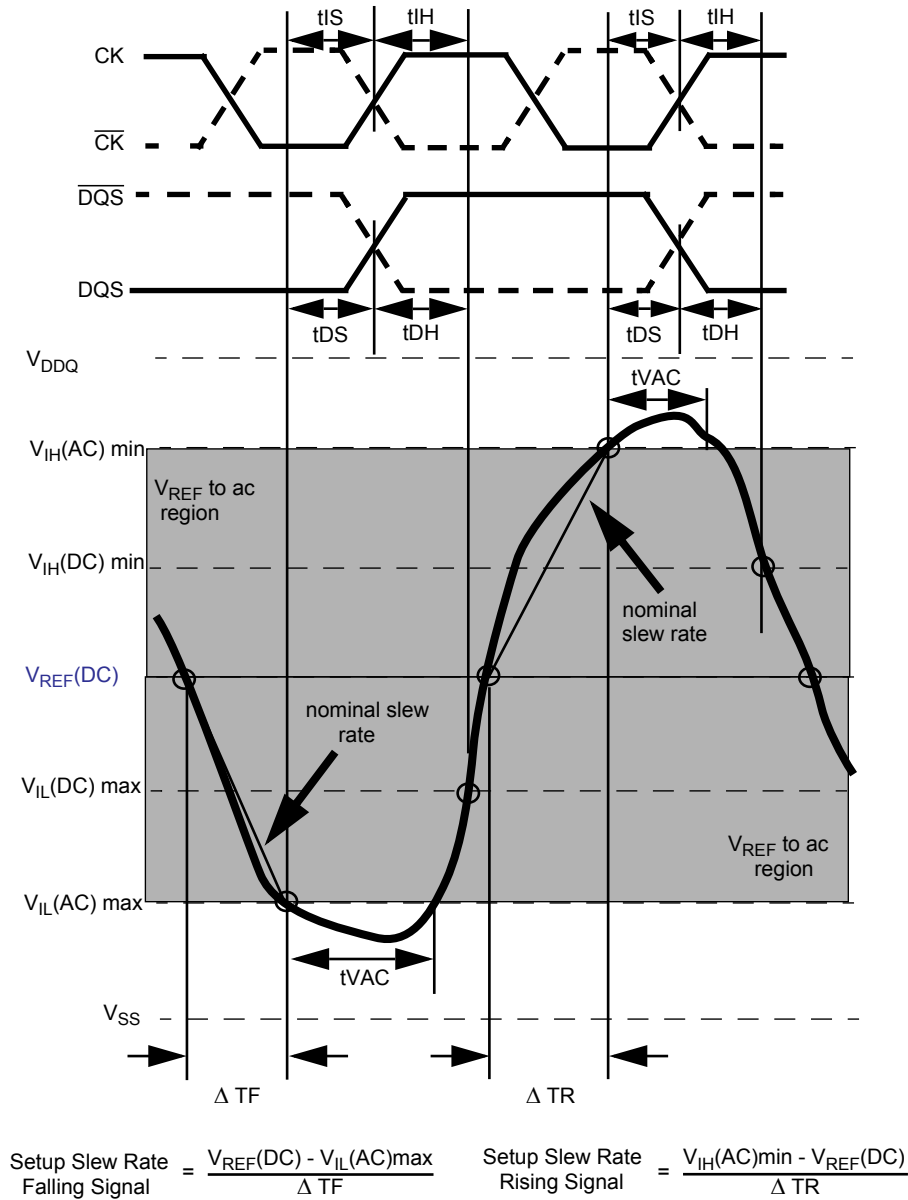 tIS tIH tIS tIH
CK
CK
DQS
DQS
tDS tDH tDS tDH
VDDQ
tVAC
VIH(AC) min
VREF to ac
region
VIH(DC) min
nominal
slew rate
VREF(DC)
nominal slew
rate
VIL(DC) max
VREF to ac
region
VIL(AC) max
tVAC
VSS
Δ TF Δ TR
Setup Slew Rate
Falling Signal
=
VREF(DC) - VIL(AC)max
Δ TF
Setup Slew Rate
Rising Signal
=
VIH(AC)min - VREF(DC)
Δ TR